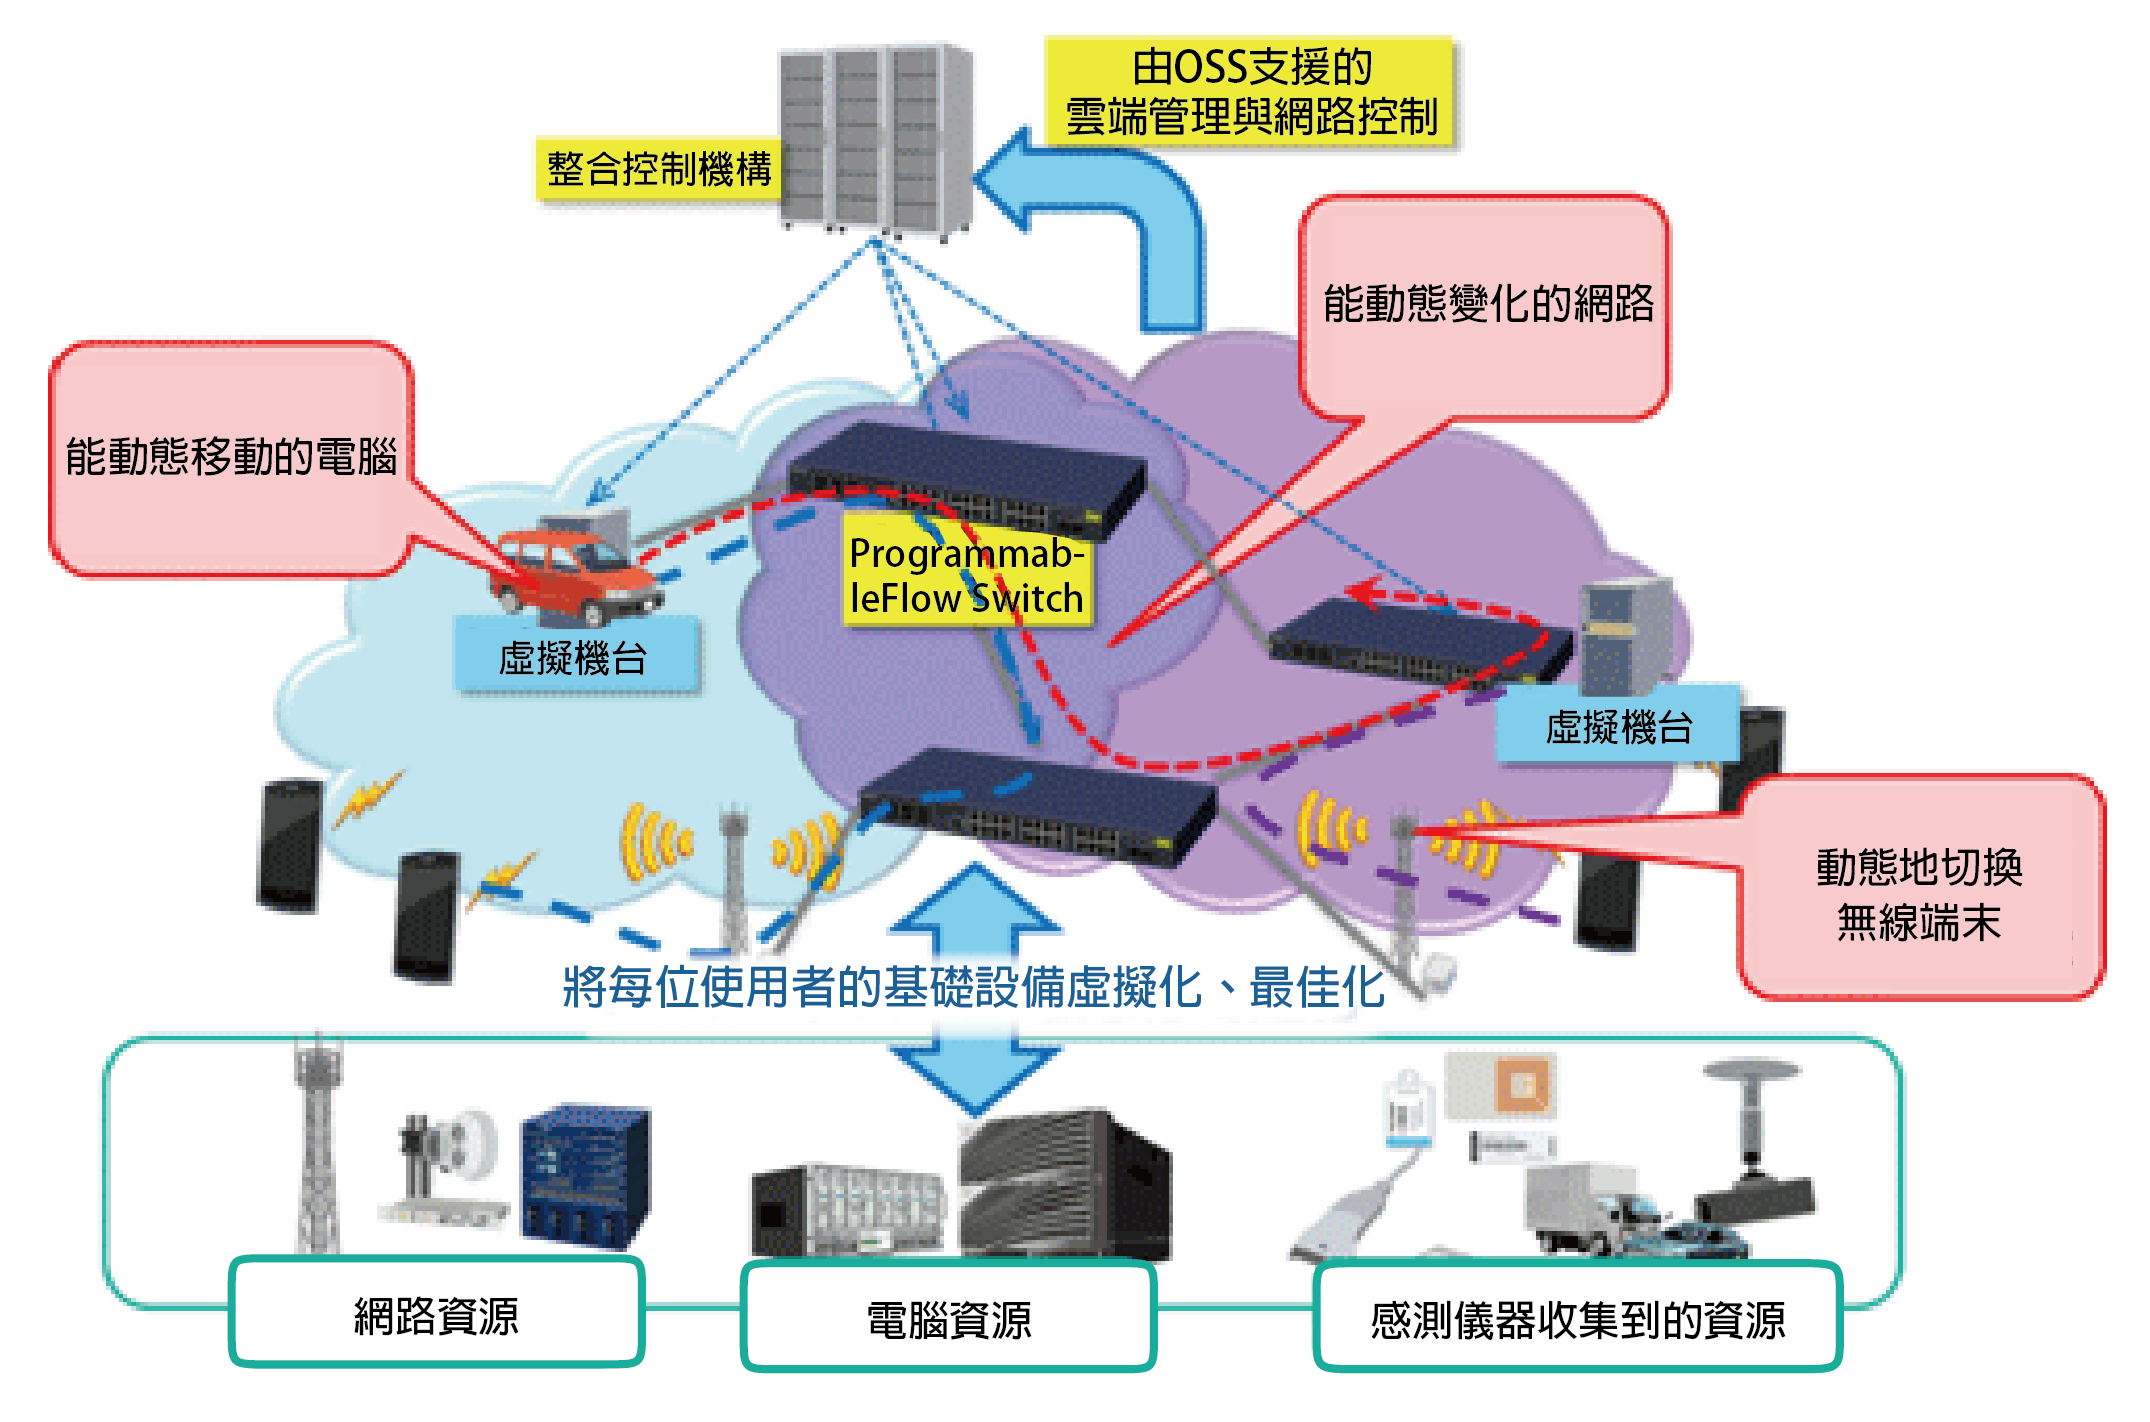 由OSS支援的
雲端管理與網路控制
整合控制機構
能動態變化的網路
能動態移動的電腦
Programmab-
leFlow Switch
虛擬機台
虛擬機台
動態地切換
無線端末
將每位使用者的基礎設備虛擬化、最佳化
網路資源
電腦資源
感測儀器收集到的資源